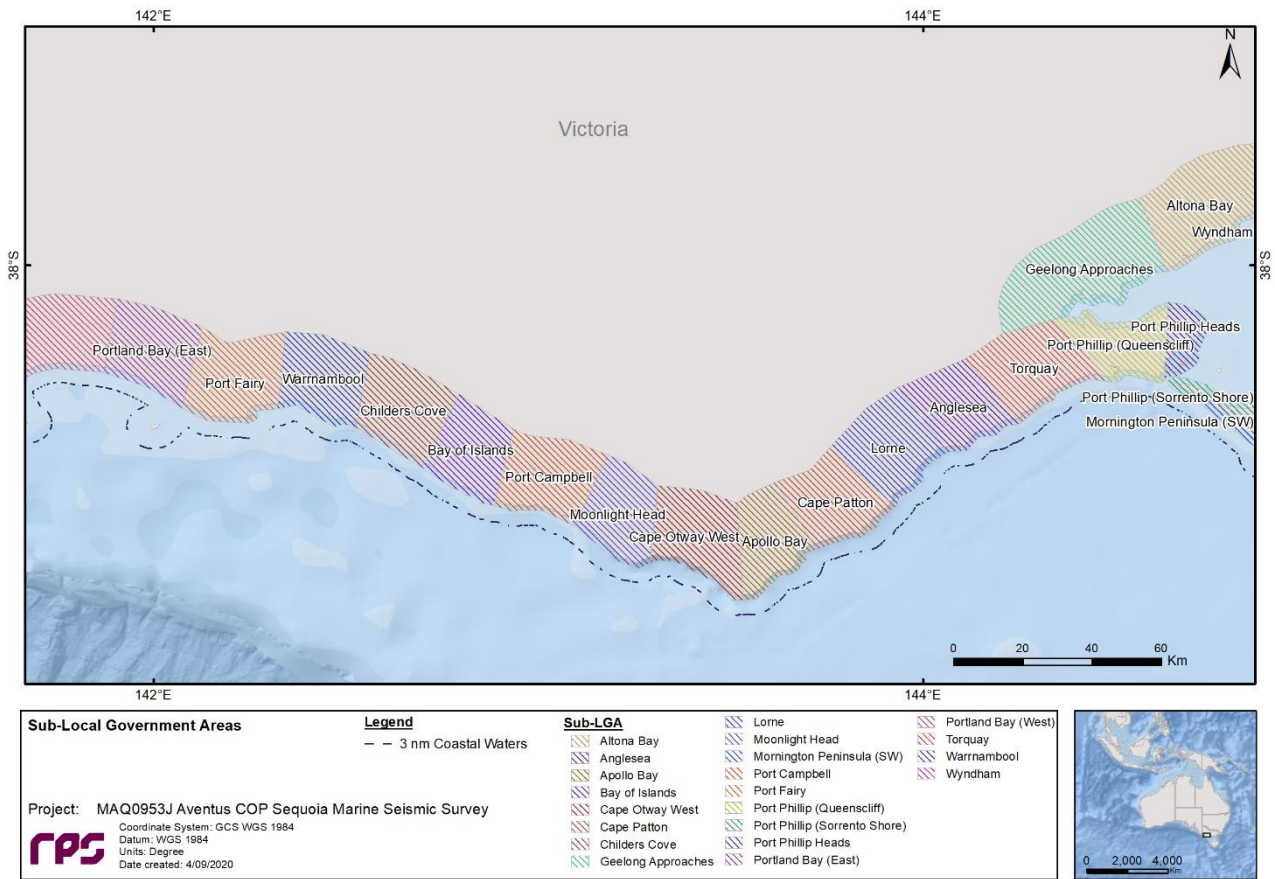 142°E
144°E
N
Victoria
38°S
38°S
Altona Bay
Wyndham
Geelong Approaches
Port Phillip Heads
Port Phillip (Queenscliff)
Portland Bay (East)
Torquay
Port Fairy
Warrnambool
Port Phillip (Sorrento Shore)
Childers Cove
Anglesea
Mornington Peninsula (SW)
Bay of Islands
Lorne
Port Campbell
Cape Patton
Moonlight Head
Cape Otway West
Apollo Bay
0 20 40 60
Km
142°E
144°E
Sub-Local Government Areas
Project: MAQ0953J Aventus COP Sequoia Marine Seismic Survey
rps
Coordinate System: GCS WGS 1984
Datum: WGS 1984
Units: Degree
Date created: 4/09/2020
Legend
3 nm Coastal Waters
Sub-LGA
Altona Bay
Anglesea
Apollo Bay
Bay of Islands
Cape Otway West
Cape Patton
Childers Cove
Geelong Approaches
Lorne
Moonlight Head
Mornington Peninsula (SW)
Port Campbell
Port Fairy
Port Phillip (Queenscliff)
Port Phillip (Sorrento Shore)
Port Phillip Heads
Portland Bay (East)
Portland Bay (West)
Torquay
Warrnambool
Wyndham
0 2,000 4,000
Km